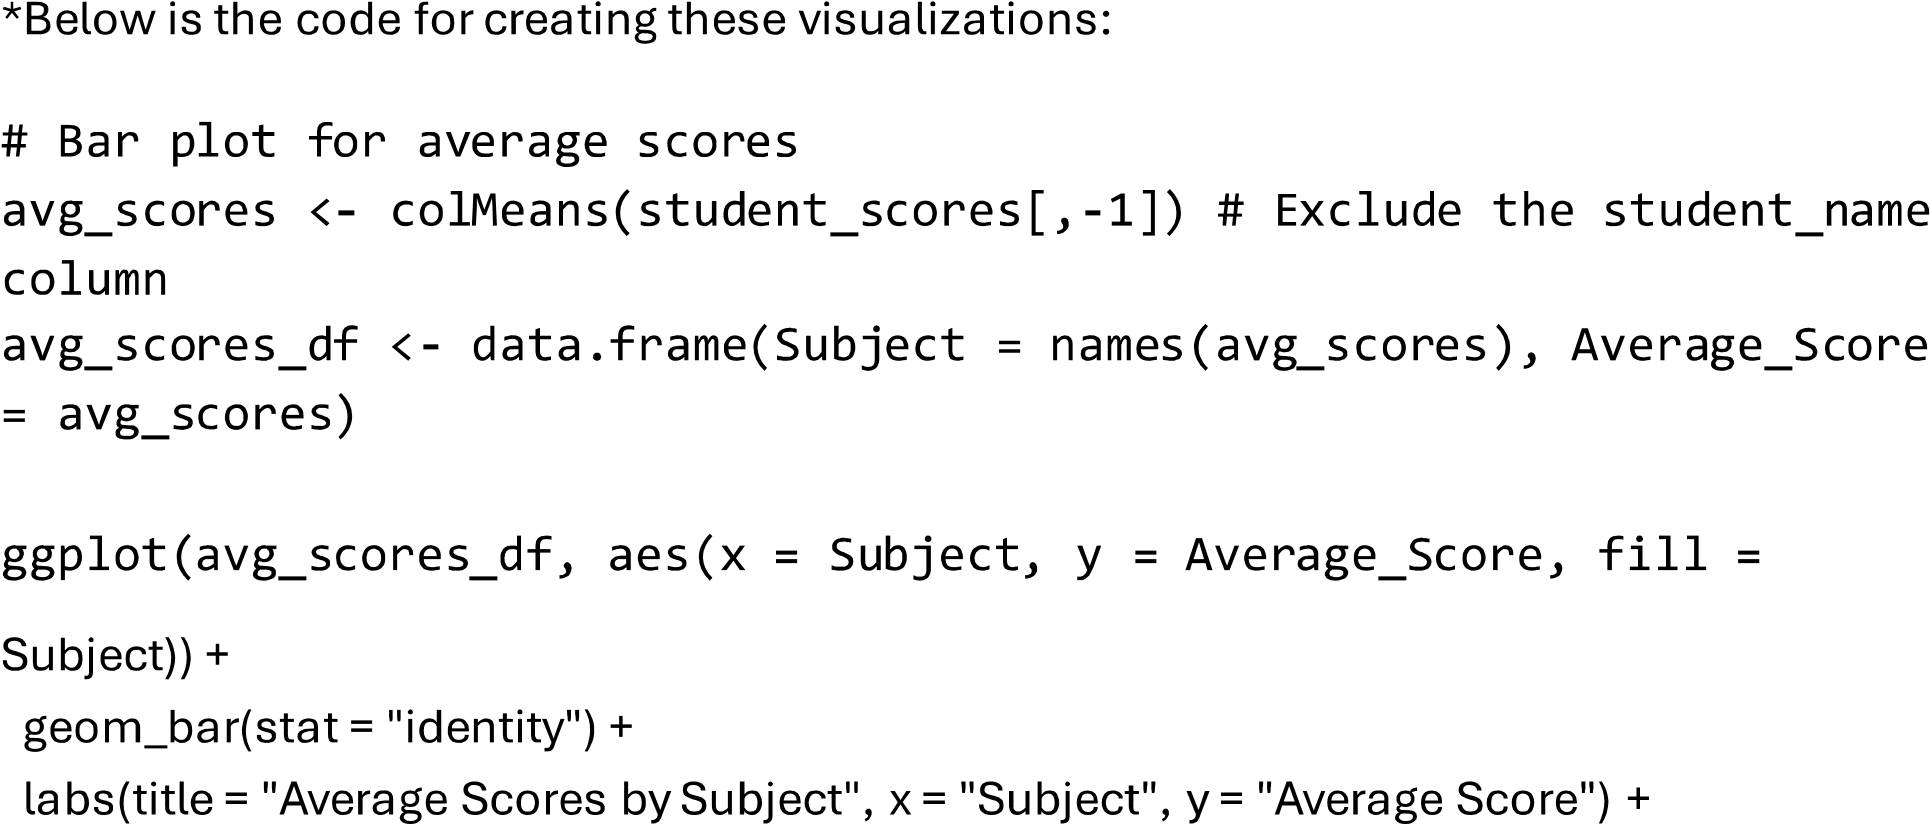 *Below is the code for creating these visualizations:
# Bar plot for average scores
avg_scores <- colMeans(student_scores[,-1]) # Exclude the student_name
column
avg_scores_df <- data.frame(Subject = names(avg_scores), Average_Score
= avg_scores)
ggplot(avg_scores_df, aes(x = Subject, y = Average_Score, fill =
Subject)) +
geom_bar(stat = "identity") +
labs(title = "Average Scores by Subject", x = "Subject", y = "Average Score") +